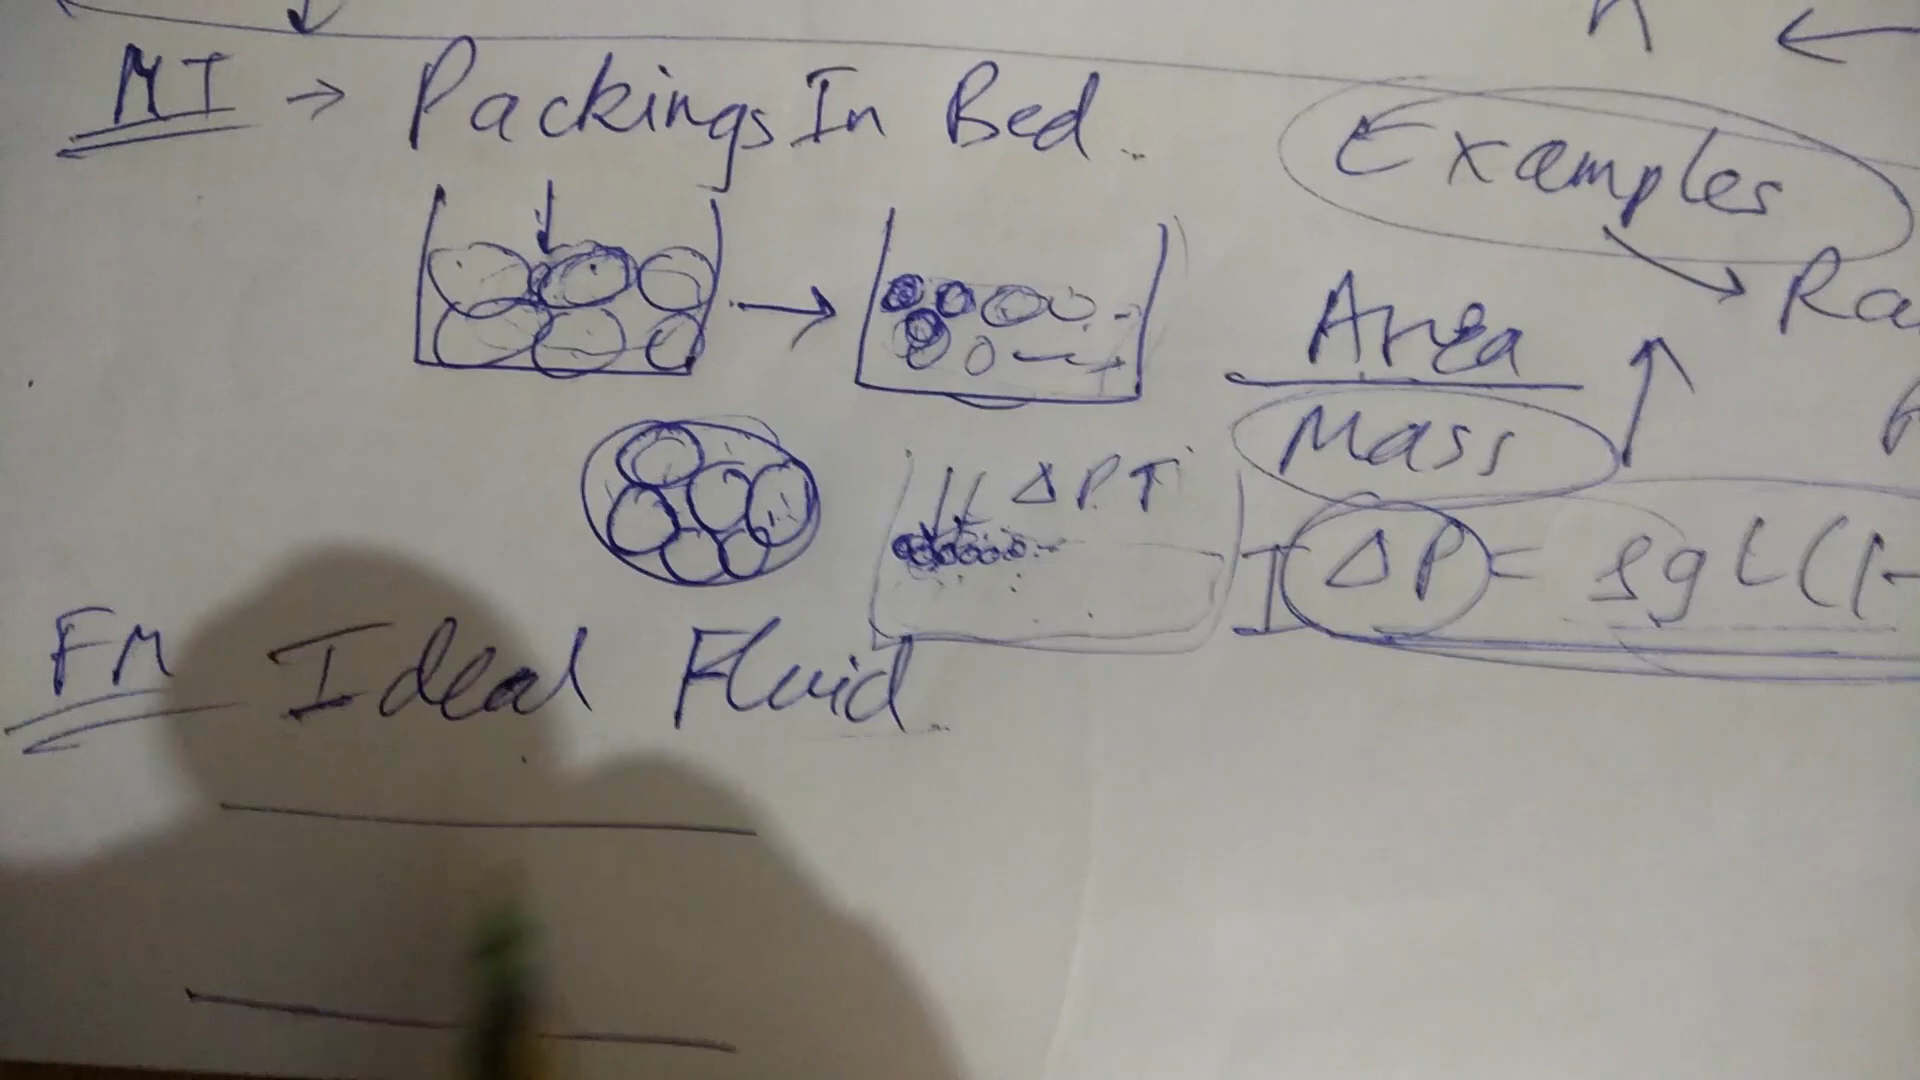 MI → Packings In Bed.
Examples
Area
Mass
ΔP↑
ΔP = ρgL(1-
FM Ideal Fluid.